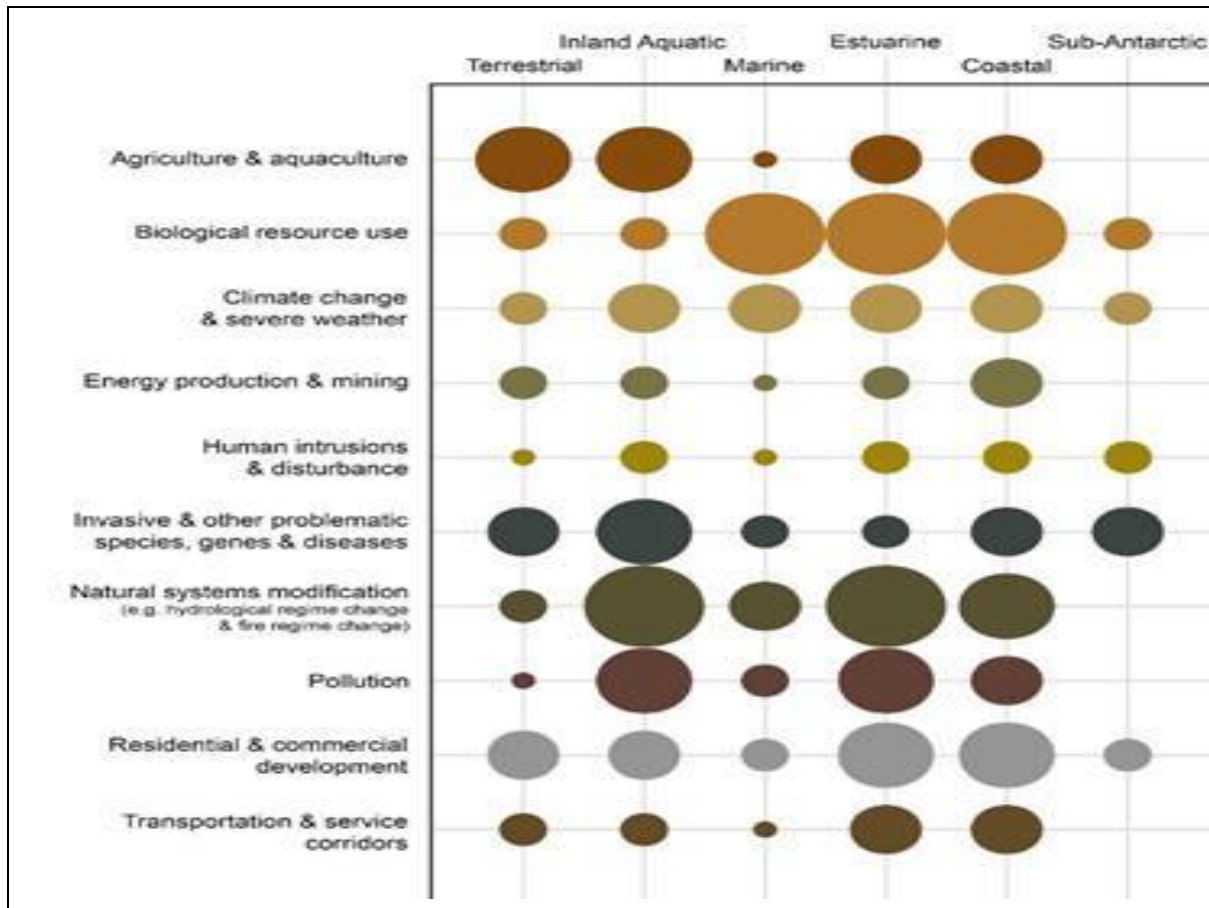 Inland Aquatic Estuarine Sub-Antarctic
Terrestrial Marine Coastal
Agriculture & aquaculture
Biological resource use
Climate change
& severe weather
Energy production & mining
Human intrusions
& disturbance
Invasive & other problematic
species, genes & diseases
Natural systems modification
(e.g. hydrological regime change
& fire regime change)
Pollution
Residential & commercial
development
Transportation & service
corridors